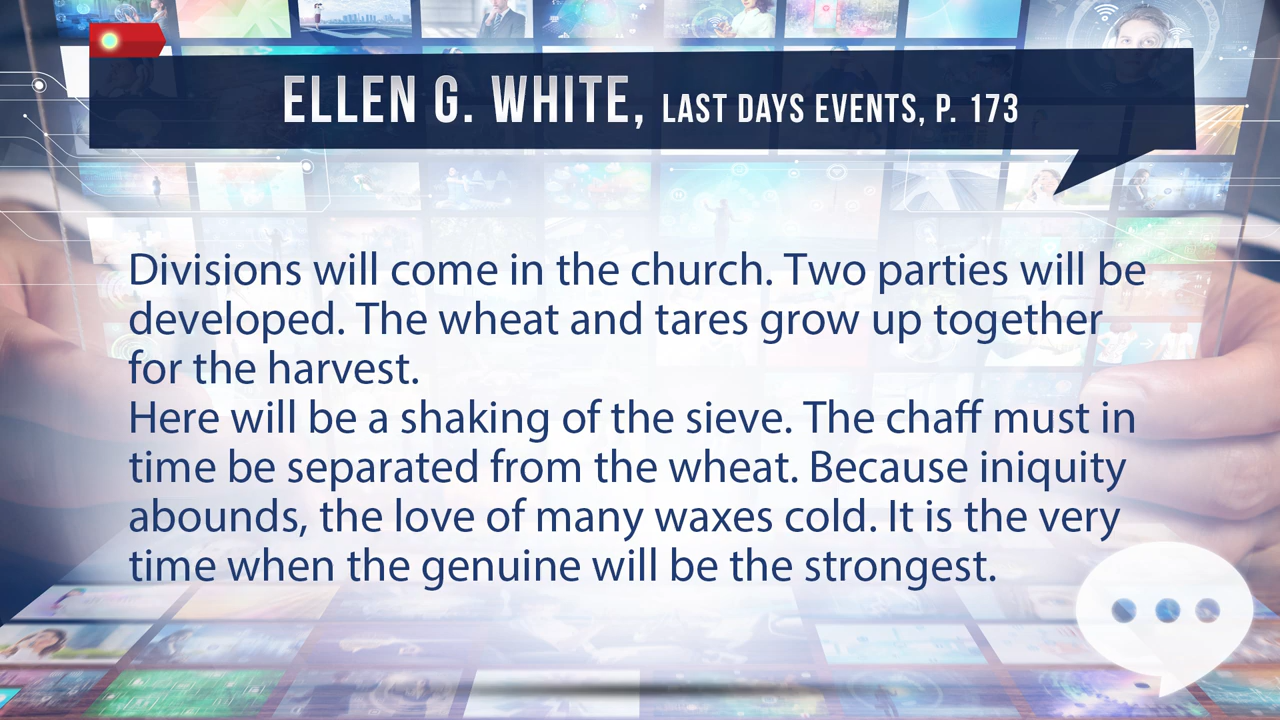 ELLEN G. WHITE, LAST DAYS EVENTS, P. 173
Divisions will come in the church. Two parties will be
developed. The wheat and tares grow up together
for the harvest.
Here will be a shaking of the sieve. The chaff must in
time be separated from the wheat. Because iniquity
abounds, the love of many waxes cold. It is the very
time when the genuine will be the strongest.